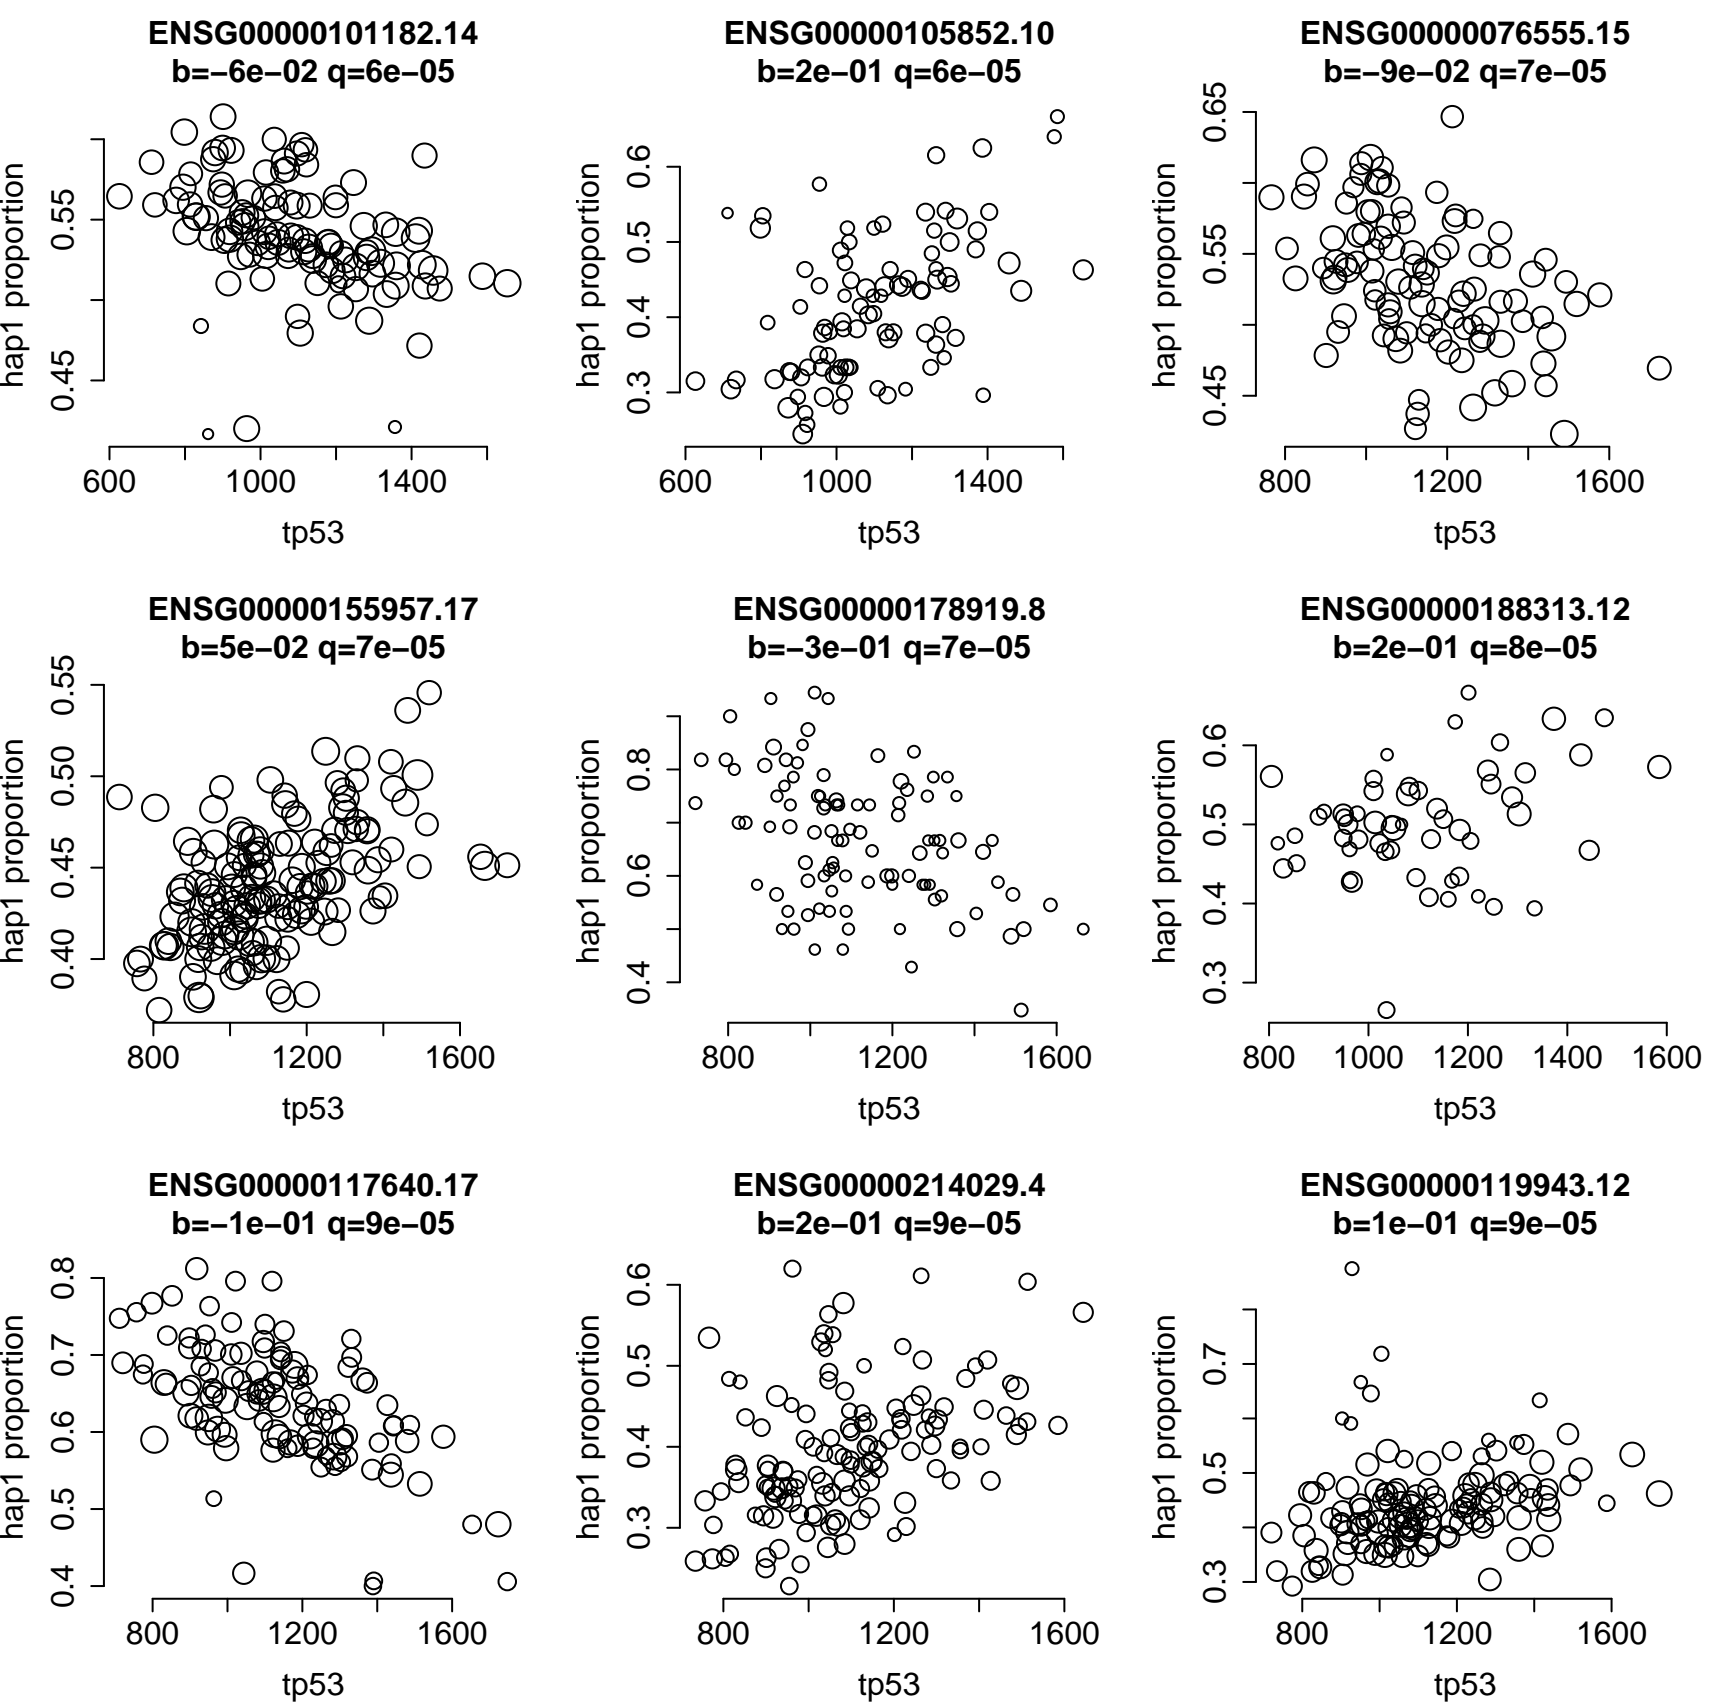 ENSG00000101182.14
b=−6e−02 q=6e−05
hap1 proportion
0.45
0.55
600
1000
1400
tp53
ENSG00000105852.10
b=2e−01 q=6e−05
hap1 proportion
0.3
0.4
0.5
0.6
600
1000
1400
tp53
ENSG00000076555.15
b=−9e−02 q=7e−05
hap1 proportion
0.45
0.55
0.65
800
1200
1600
tp53
ENSG00000155957.17
b=5e−02 q=7e−05
hap1 proportion
0.40
0.45
0.50
0.55
800
1200
1600
tp53
ENSG00000178919.8
b=−3e−01 q=7e−05
hap1 proportion
0.4
0.6
0.8
800
1200
1600
tp53
ENSG00000188313.12
b=2e−01 q=8e−05
hap1 proportion
0.3
0.4
0.5
0.6
800
1000
1200
1400
1600
tp53
ENSG00000117640.17
b=−1e−01 q=9e−05
hap1 proportion
0.4
0.5
0.6
0.7
0.8
800
1200
1600
tp53
ENSG00000214029.4
b=2e−01 q=9e−05
hap1 proportion
0.3
0.4
0.5
0.6
800
1200
1600
tp53
ENSG00000119943.12
b=1e−01 q=9e−05
hap1 proportion
0.3
0.5
0.7
800
1200
1600
tp53